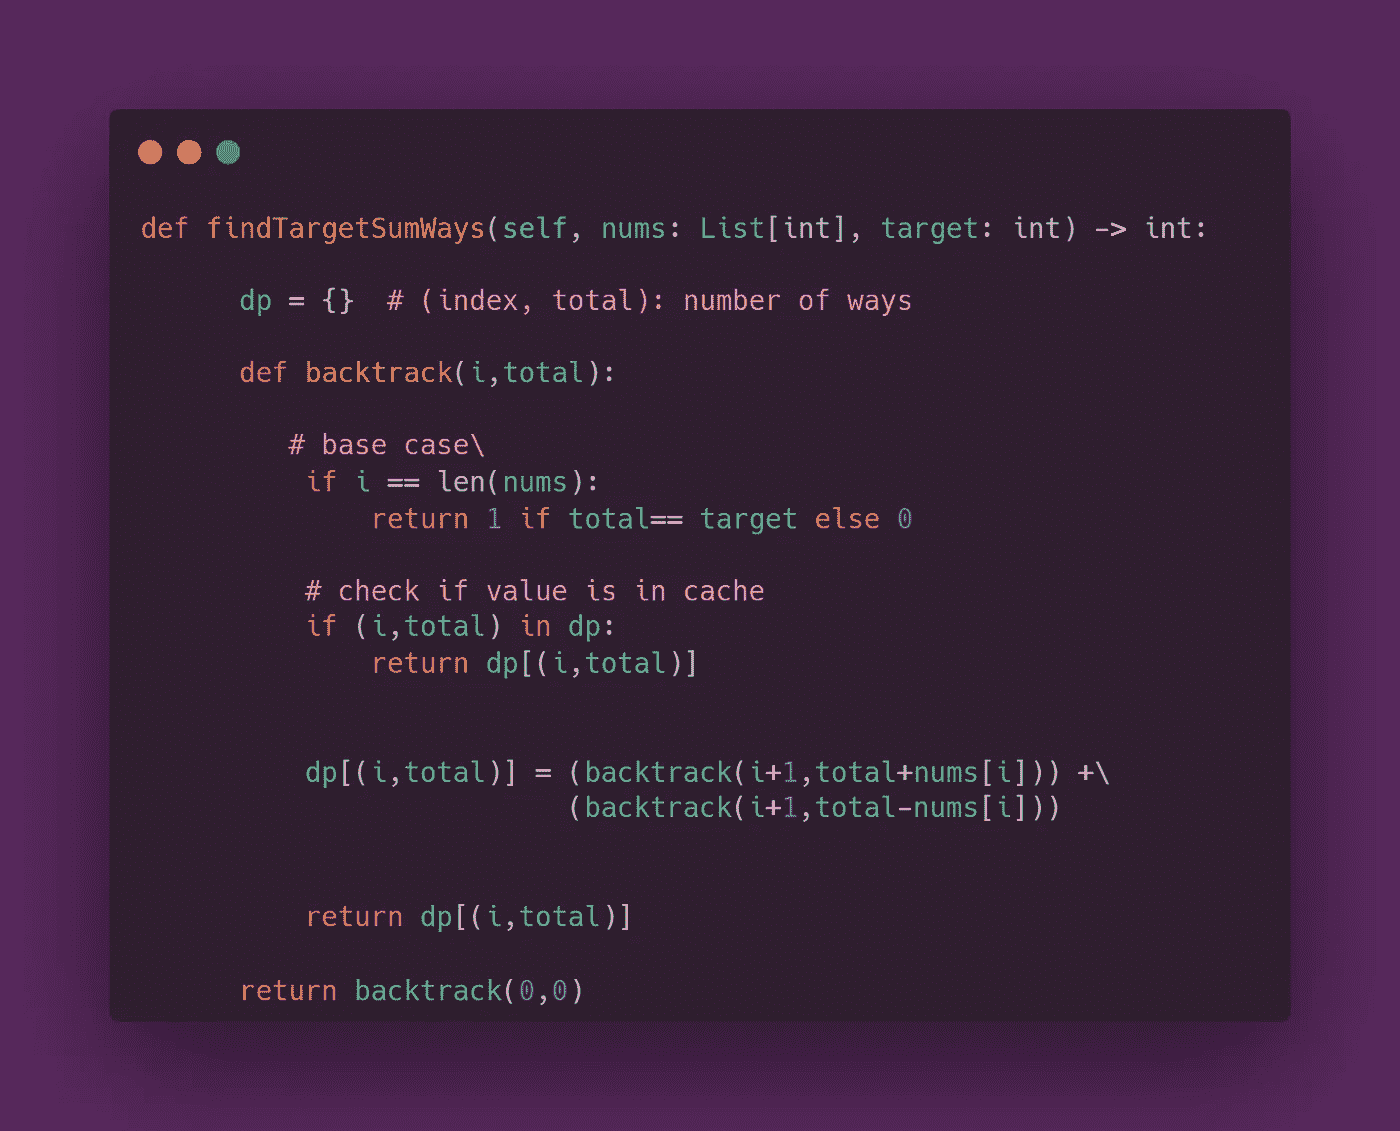 def findTargetSumWays(self, nums: List[int], target: int) -> int:
dp = {}  # (index, total): number of ways
def backtrack(i,total):
# base case\
if i == len(nums):
return 1 if total== target else 0
# check if value is in cache
if (i,total) in dp:
return dp[(i,total)]
dp[(i,total)] = (backtrack(i+1,total+nums[i])) +\
(backtrack(i+1,total-nums[i]))
return dp[(i,total)]
return backtrack(0,0)